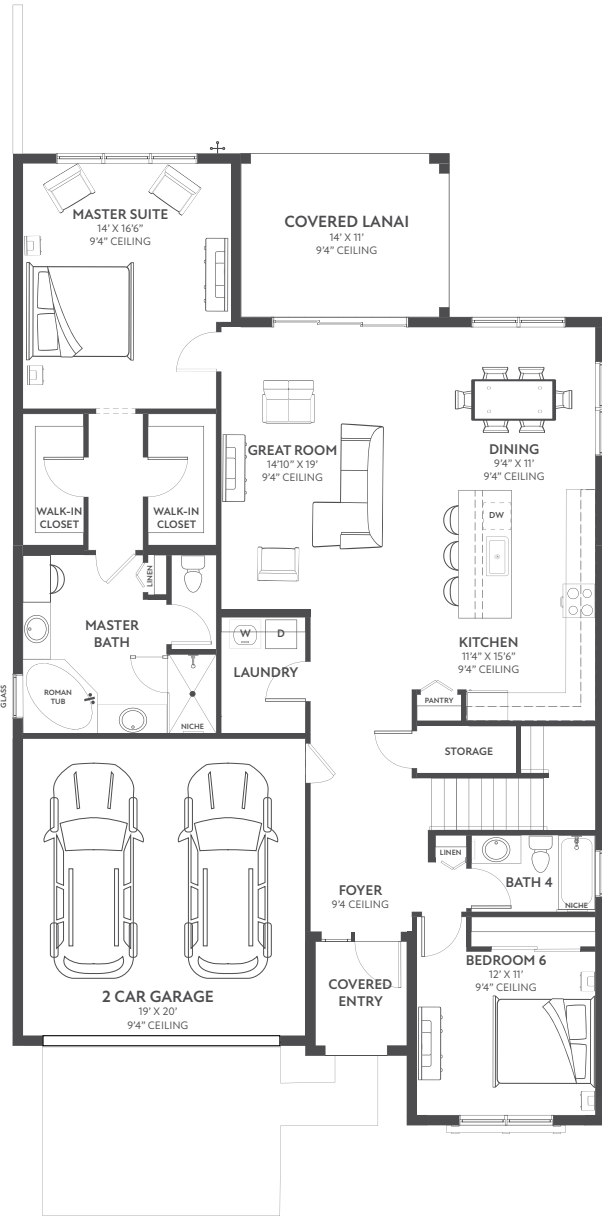 MASTER SUITE
14' X 16'6"
9'4" CEILING
COVERED LANAI
14' X 11'
9'4" CEILING
GREAT ROOM
14'10" X 19'
9'4" CEILING
DINING
9'4" X 11'
9'4" CEILING
WALK-IN
CLOSET
WALK-IN
CLOSET
DW
LINEN
MASTER
BATH
W
D
LAUNDRY
KITCHEN
11'4" X 15'6"
9'4" CEILING
GLASS
ROMAN
TUB
NICHE
PANTRY
STORAGE
LINEN
BATH 4
NICHE
FOYER
9'4 CEILING
BEDROOM 6
12' X 11'
9'4" CEILING
COVERED
ENTRY
2 CAR GARAGE
19' X 20'
9'4" CEILING